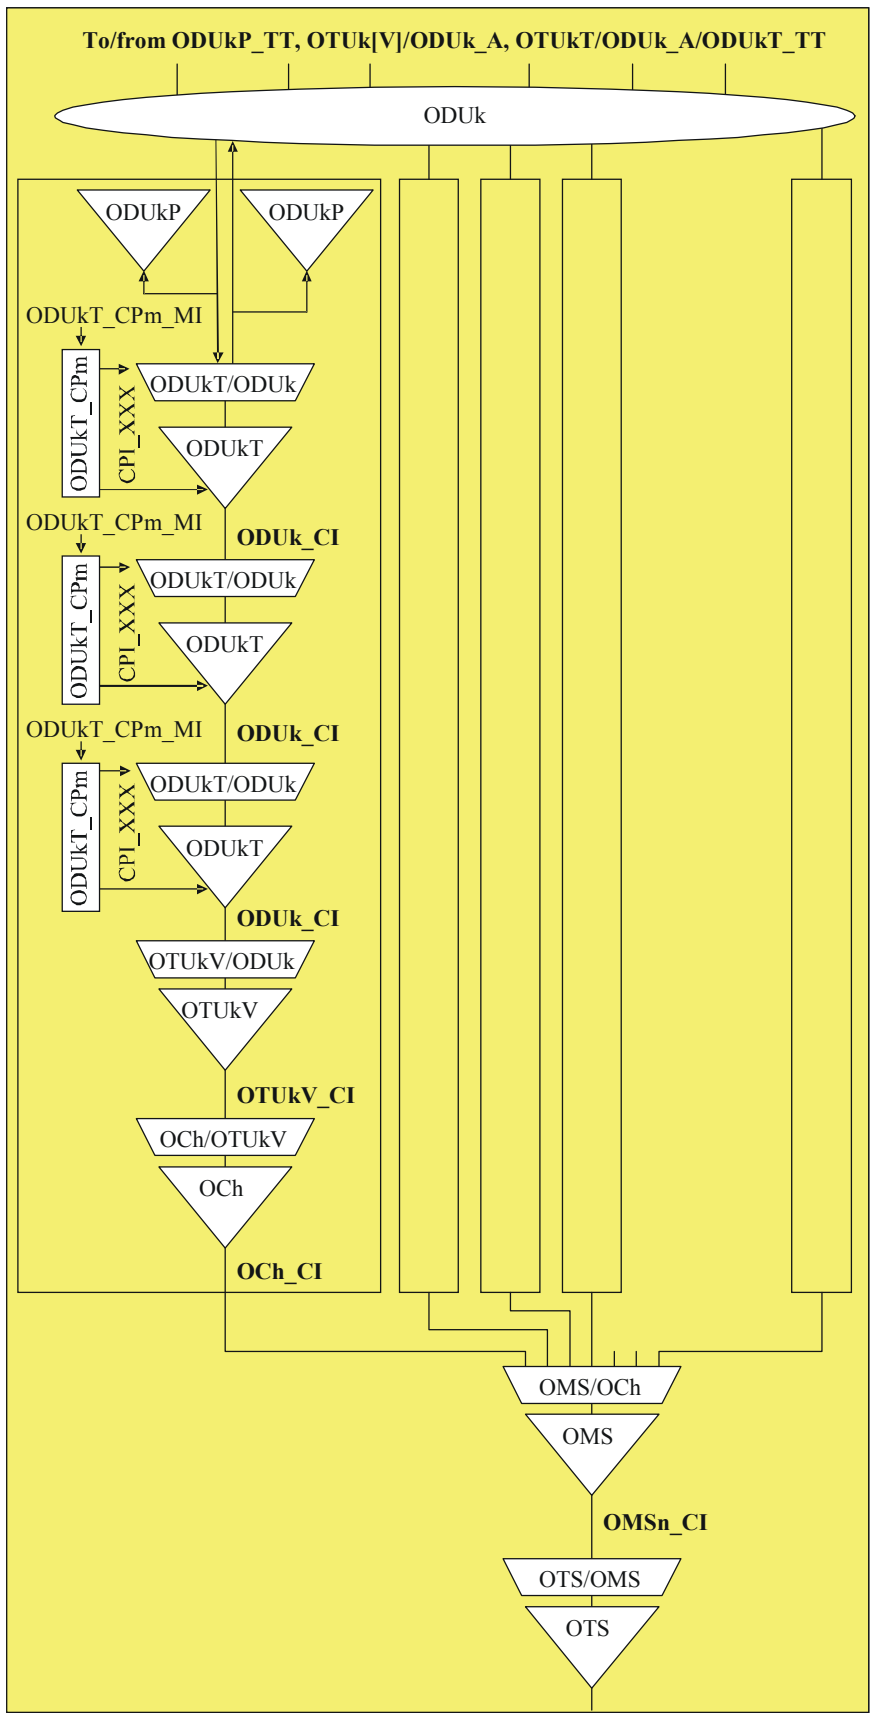 To/from ODUkP_TT, OTUk[V]/ODUk_A, OTUkT/ODUk_A/ODUkT_TT
ODUk
ODUkP
ODUkP
ODUkT_CPm_MI
ODUkT_CPm
CPI_XXX
ODUkT/ODUk
ODUkT
ODUk_CI
ODUkT_CPm_MI
ODUkT_CPm
CPI_XXX
ODUkT/ODUk
ODUkT
ODUk_CI
ODUkT_CPm_MI
ODUkT_CPm
CPI_XXX
ODUkT/ODUk
ODUkT
ODUk_CI
OTUkV/ODUk
OTUkV
OTUkV_CI
OCh/OTUkV
OCh
OCh_CI
OMS/OCh
OMS
OMSn_CI
OTS/OMS
OTS